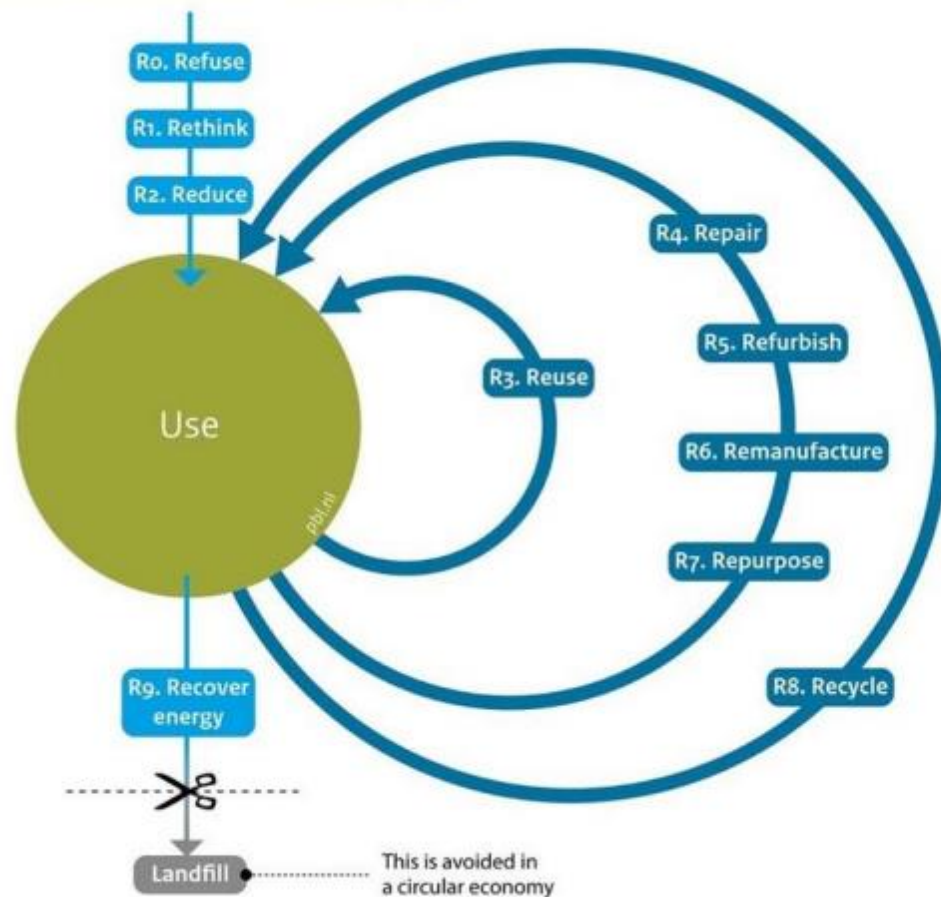 R0. Refuse
R1. Rethink
R2. Reduce
R4. Repair
R5. Refurbish
R3. Reuse
Use
R6. Remanufacture
pbl.nl
R7. Repurpose
R8. Recycle
R9. Recover
energy
Landfill
This is avoided in
a circular economy